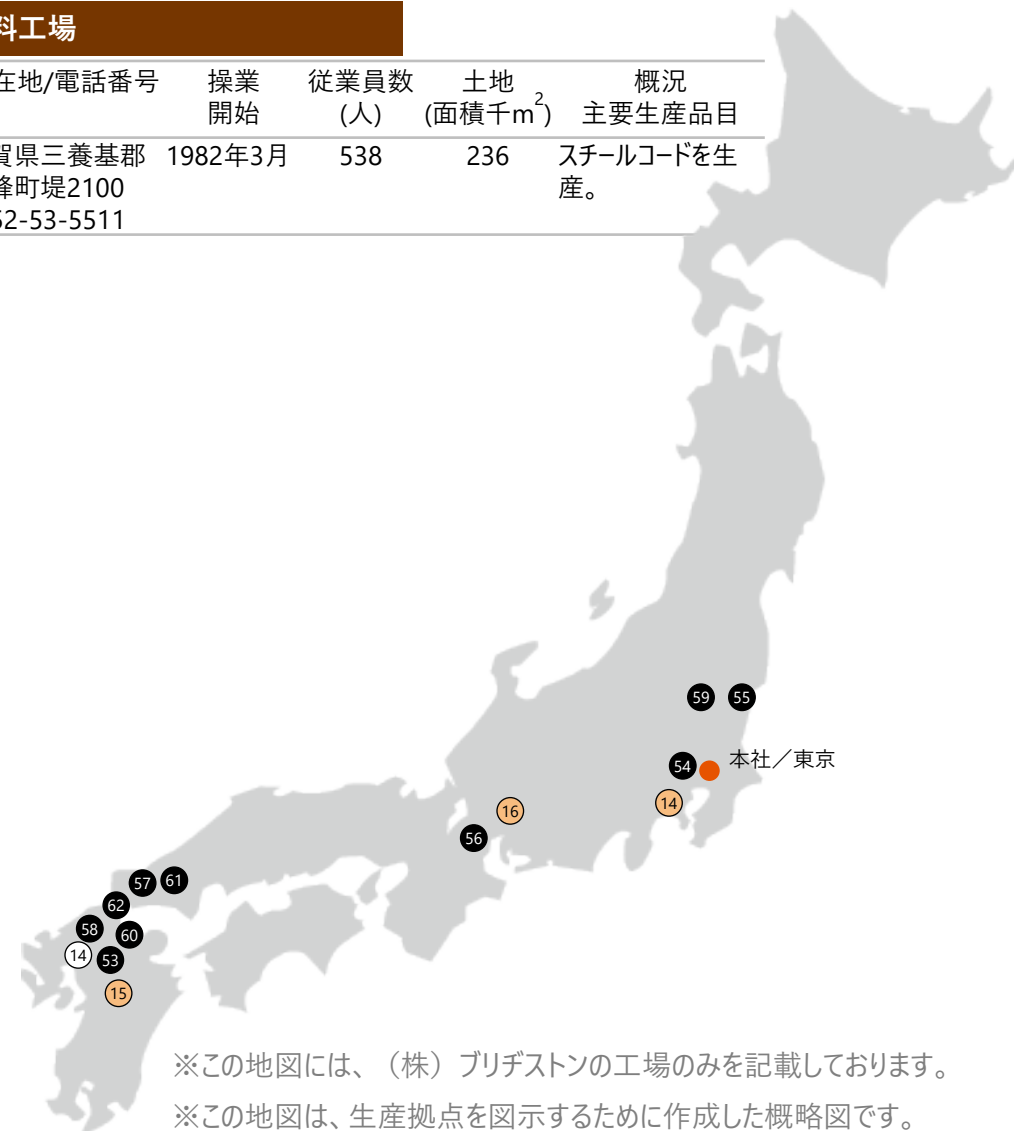 料工場
在地/電話番号 操業 従業員数 土地 概況
開始 (人) (面積千m²) 主要生産品目
賀県三養基郡 1982年3月 538 236 スチールコードを生
峰町堤2100 産。
52-53-5511
59 55
54 本社／東京
16 14
56
57 61
62
58 60
14 53
15
※この地図には、（株）ブリヂストンの工場のみを記載しております。
※この地図は、生産拠点を図示するために作成した概略図です。